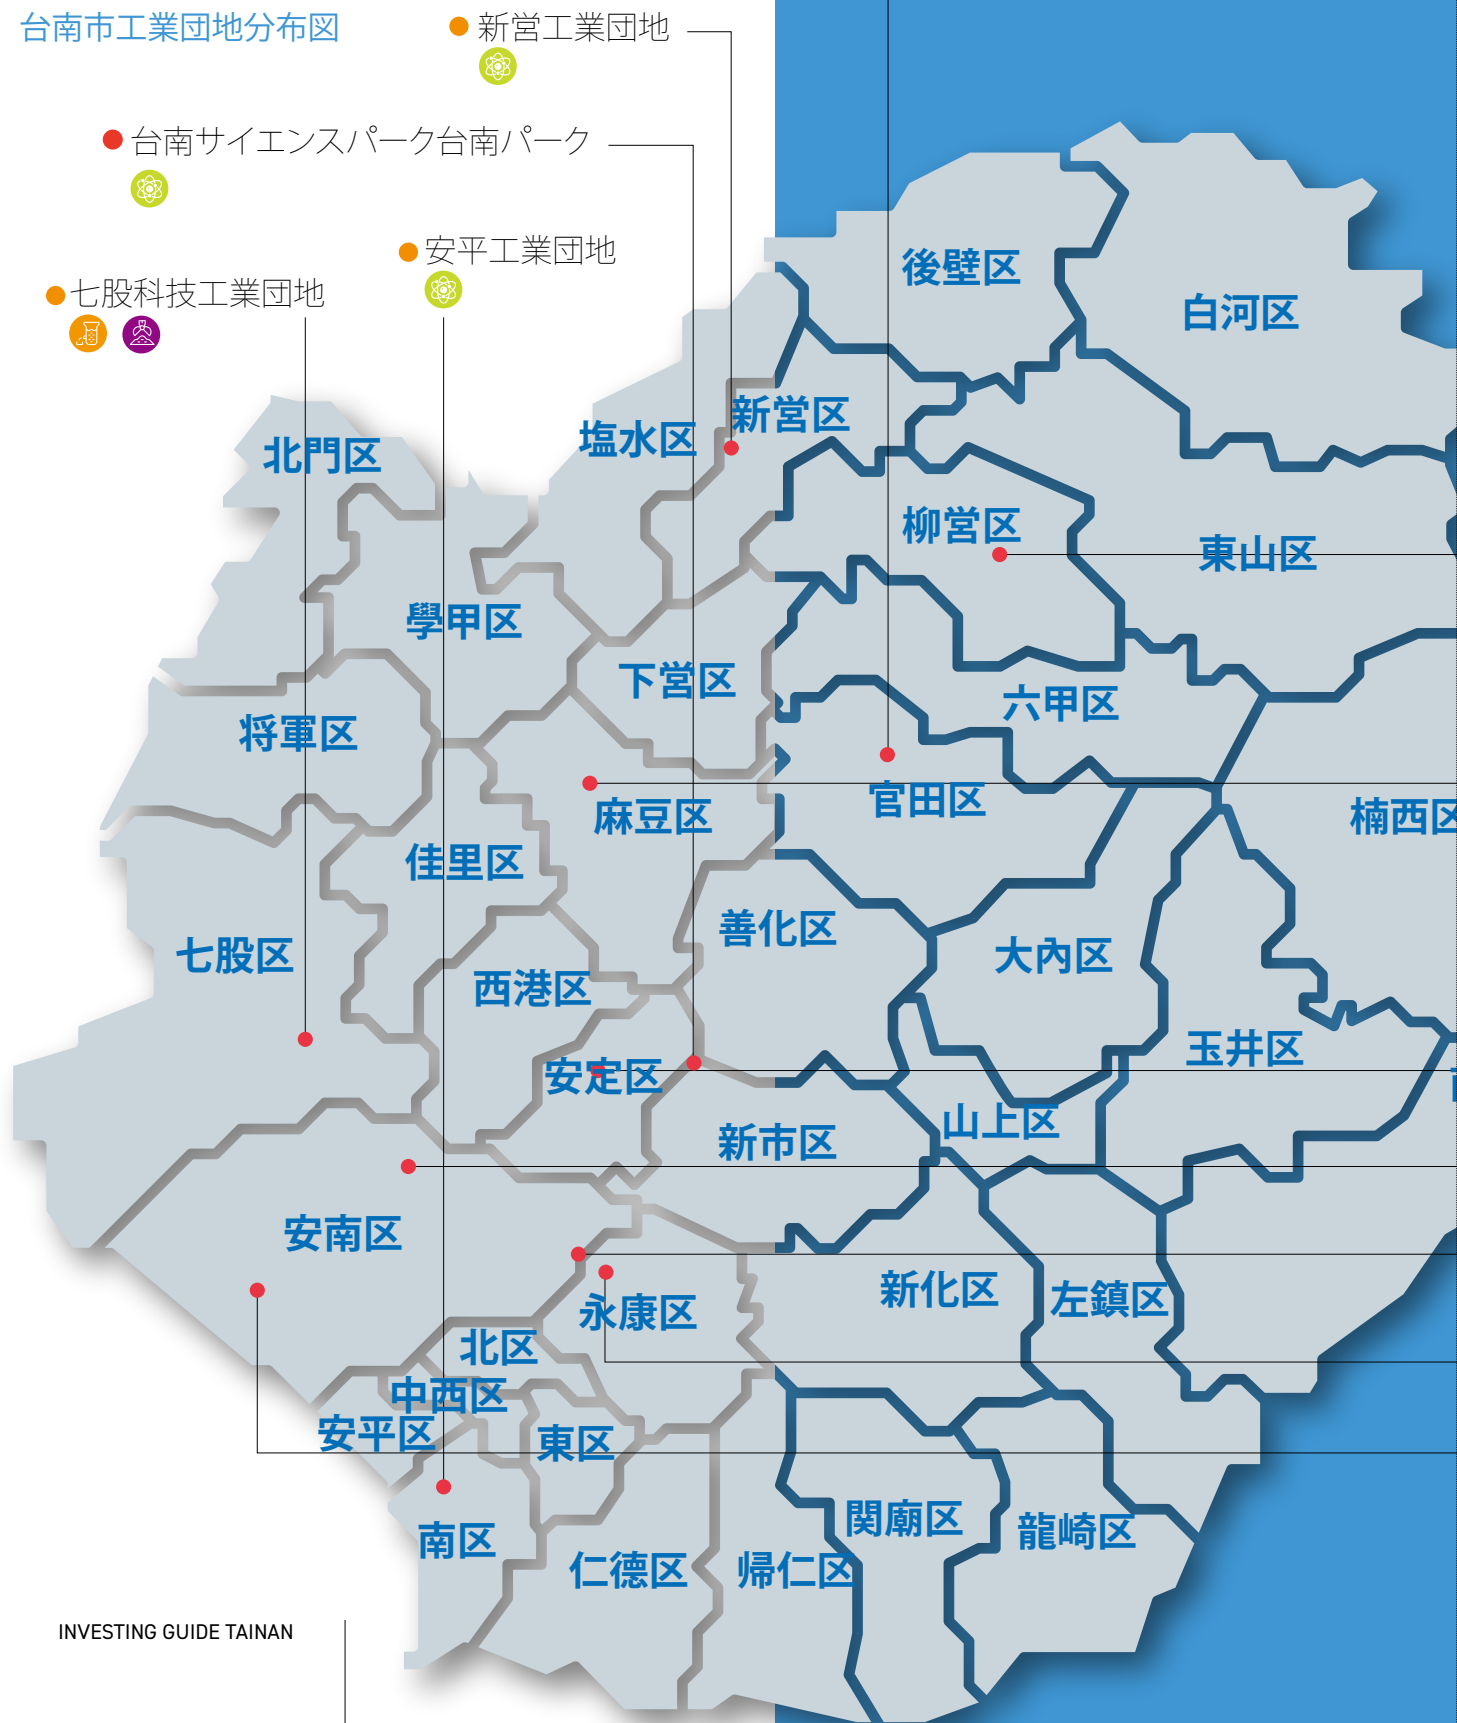 台南市工業団地分布図
新営工業団地
台南サイエンスパーク台南パーク
安平工業団地
七股科技工業団地
後壁区
白河区
新営区
塩水区
北門区
柳営区
東山区
學甲区
下営区
六甲区
将軍区
官田区
麻豆区
楠西区
佳里区
善化区
大內区
七股区
西港区
玉井区
安定区
山上区
新市区
安南区
新化区
左鎮区
永康区
北区
中西区
安平区
東区
関廟区
龍崎区
南区
仁德区
帰仁区
INVESTING GUIDE TAINAN